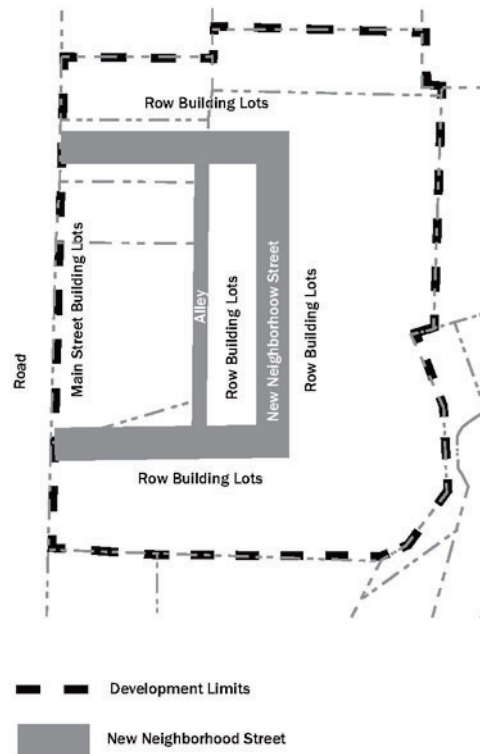 Row Building Lots
Road
Main Street Building Lots
Alley
Row Building Lots
New Neighborhoow Street
Row Building Lots
Row Building Lots
Development Limits
New Neighborhood Street